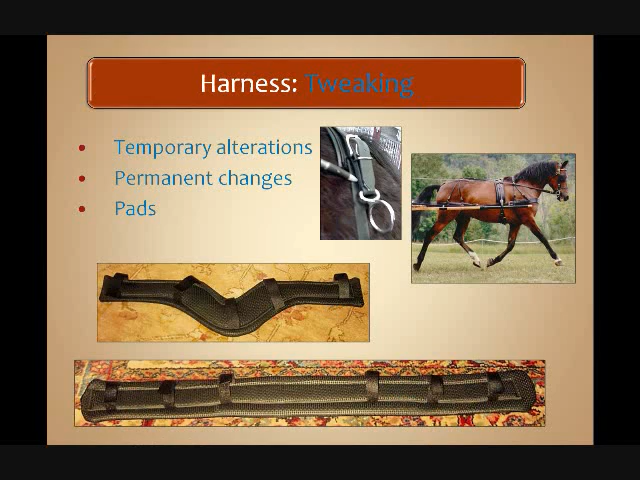 Harness: Tweaking
Temporary alterations
Permanent changes
Pads